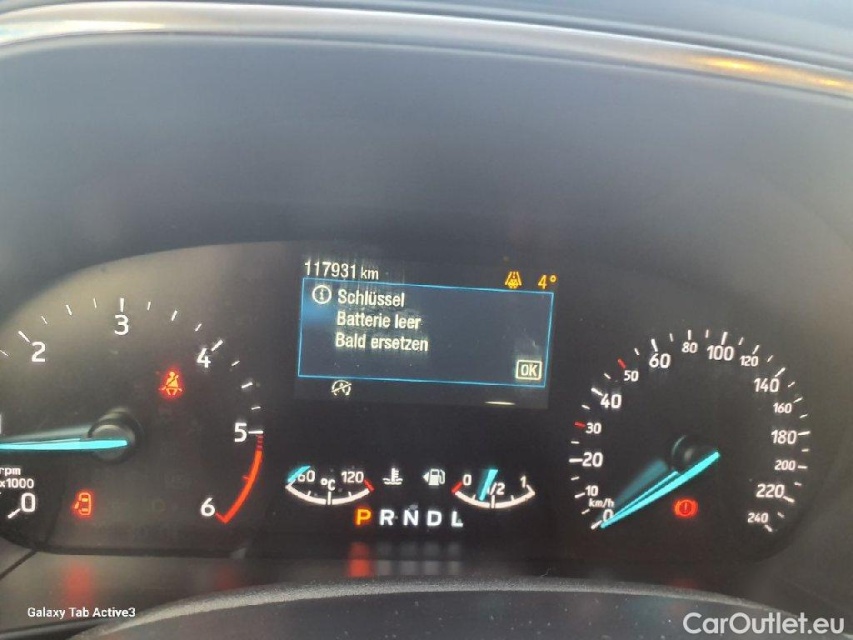 117931 km
4°
Schlüssel
Batterie leer
Bald ersetzen
OK
2 3 4 5 6
rpm
x1000
0
60 °C 120
0 1/2 1
P R N D L
0 10 20 30 40 50 60 80 100 120 140 160 180 200 220 240
km/h
Galaxy Tab Active3
CarOutlet.eu